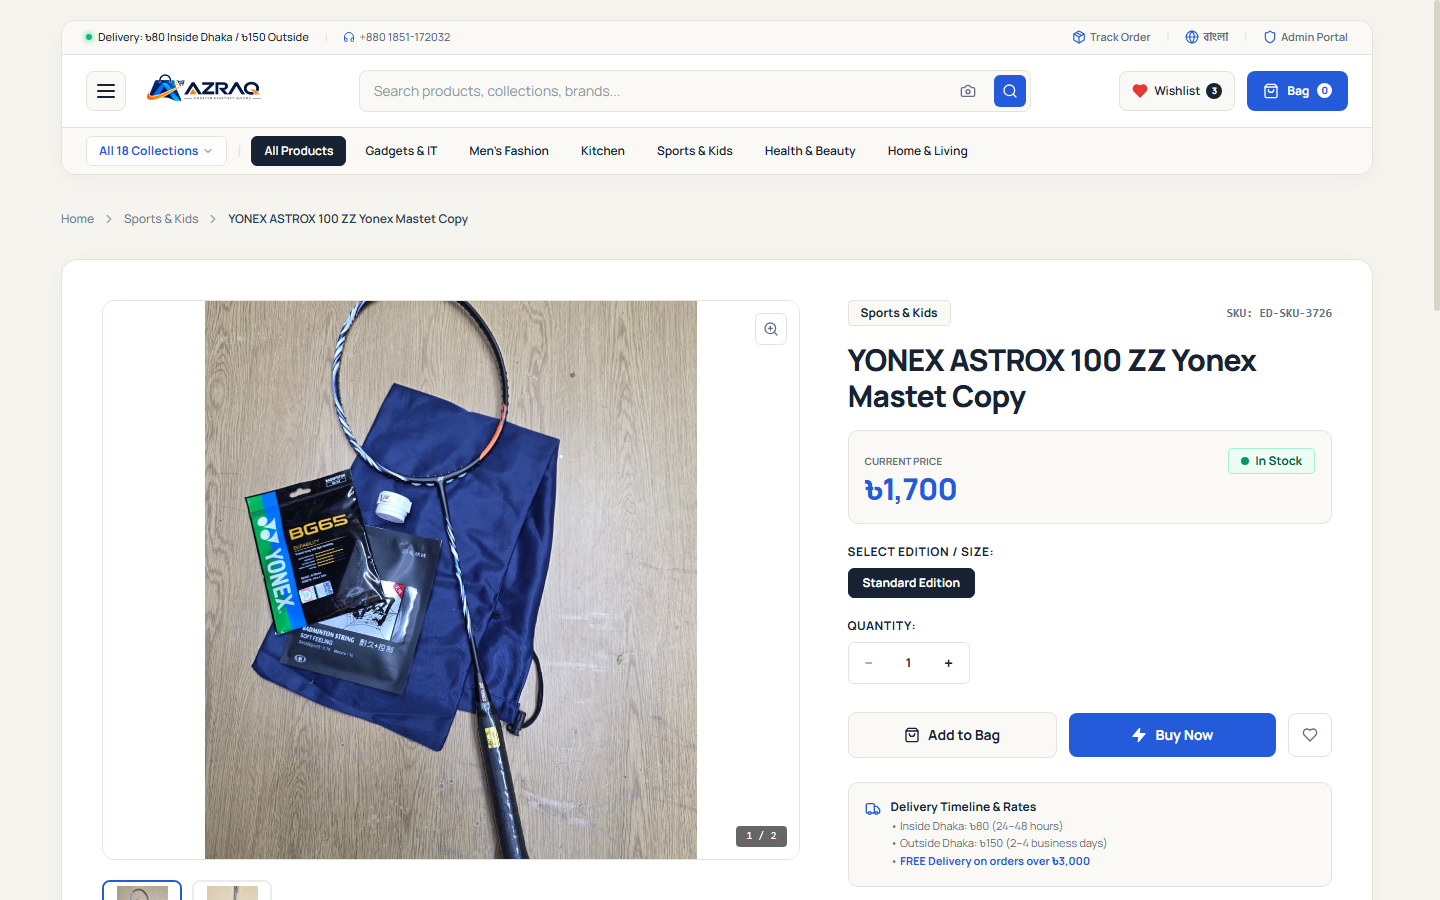 Delivery: ৳80 Inside Dhaka / ৳150 Outside
+880 1851-172032
Track Order
বাংলা
Admin Portal
AZRAQ
Search products, collections, brands...
Wishlist 3
Bag 0
All 18 Collections
All Products
Gadgets & IT
Men's Fashion
Kitchen
Sports & Kids
Health & Beauty
Home & Living
Home > Sports & Kids > YONEX ASTROX 100 ZZ Yonex Mastet Copy
YONEX
BG65
DURABILITY
BADMINTON STRING
SOFT FEELING
1 / 2
Sports & Kids
SKU: ED-SKU-3726
YONEX ASTROX 100 ZZ Yonex
Mastet Copy
CURRENT PRICE
In Stock
৳1,700
SELECT EDITION / SIZE:
Standard Edition
QUANTITY:
− 1 +
Add to Bag
Buy Now
Delivery Timeline & Rates
• Inside Dhaka: ৳80 (24–48 hours)
• Outside Dhaka: ৳150 (2–4 business days)
• FREE Delivery on orders over ৳3,000